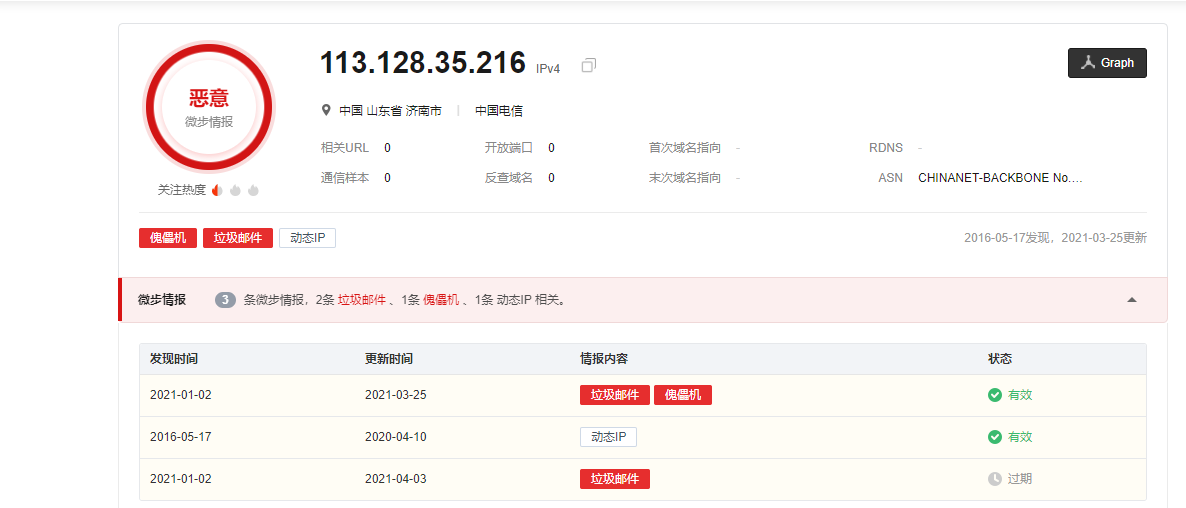 113.128.35.216 IPv4
Graph
恶意
微步情报
中国 山东省 济南市 | 中国电信
相关URL 0 开放端口 0 首次域名指向 - RDNS -
通信样本 0 反查域名 0 末次域名指向 - ASN CHINANET-BACKBONE No....
关注热度
傀儡机 垃圾邮件 动态IP 2016-05-17发现，2021-03-25更新
微步情报 3 条微步情报，2条 垃圾邮件 、1条 傀儡机 、1条 动态IP 相关。
发现时间 更新时间 情报内容 状态
2021-01-02 2021-03-25 垃圾邮件 傀儡机 有效
2016-05-17 2020-04-10 动态IP 有效
2021-01-02 2021-04-03 垃圾邮件 过期